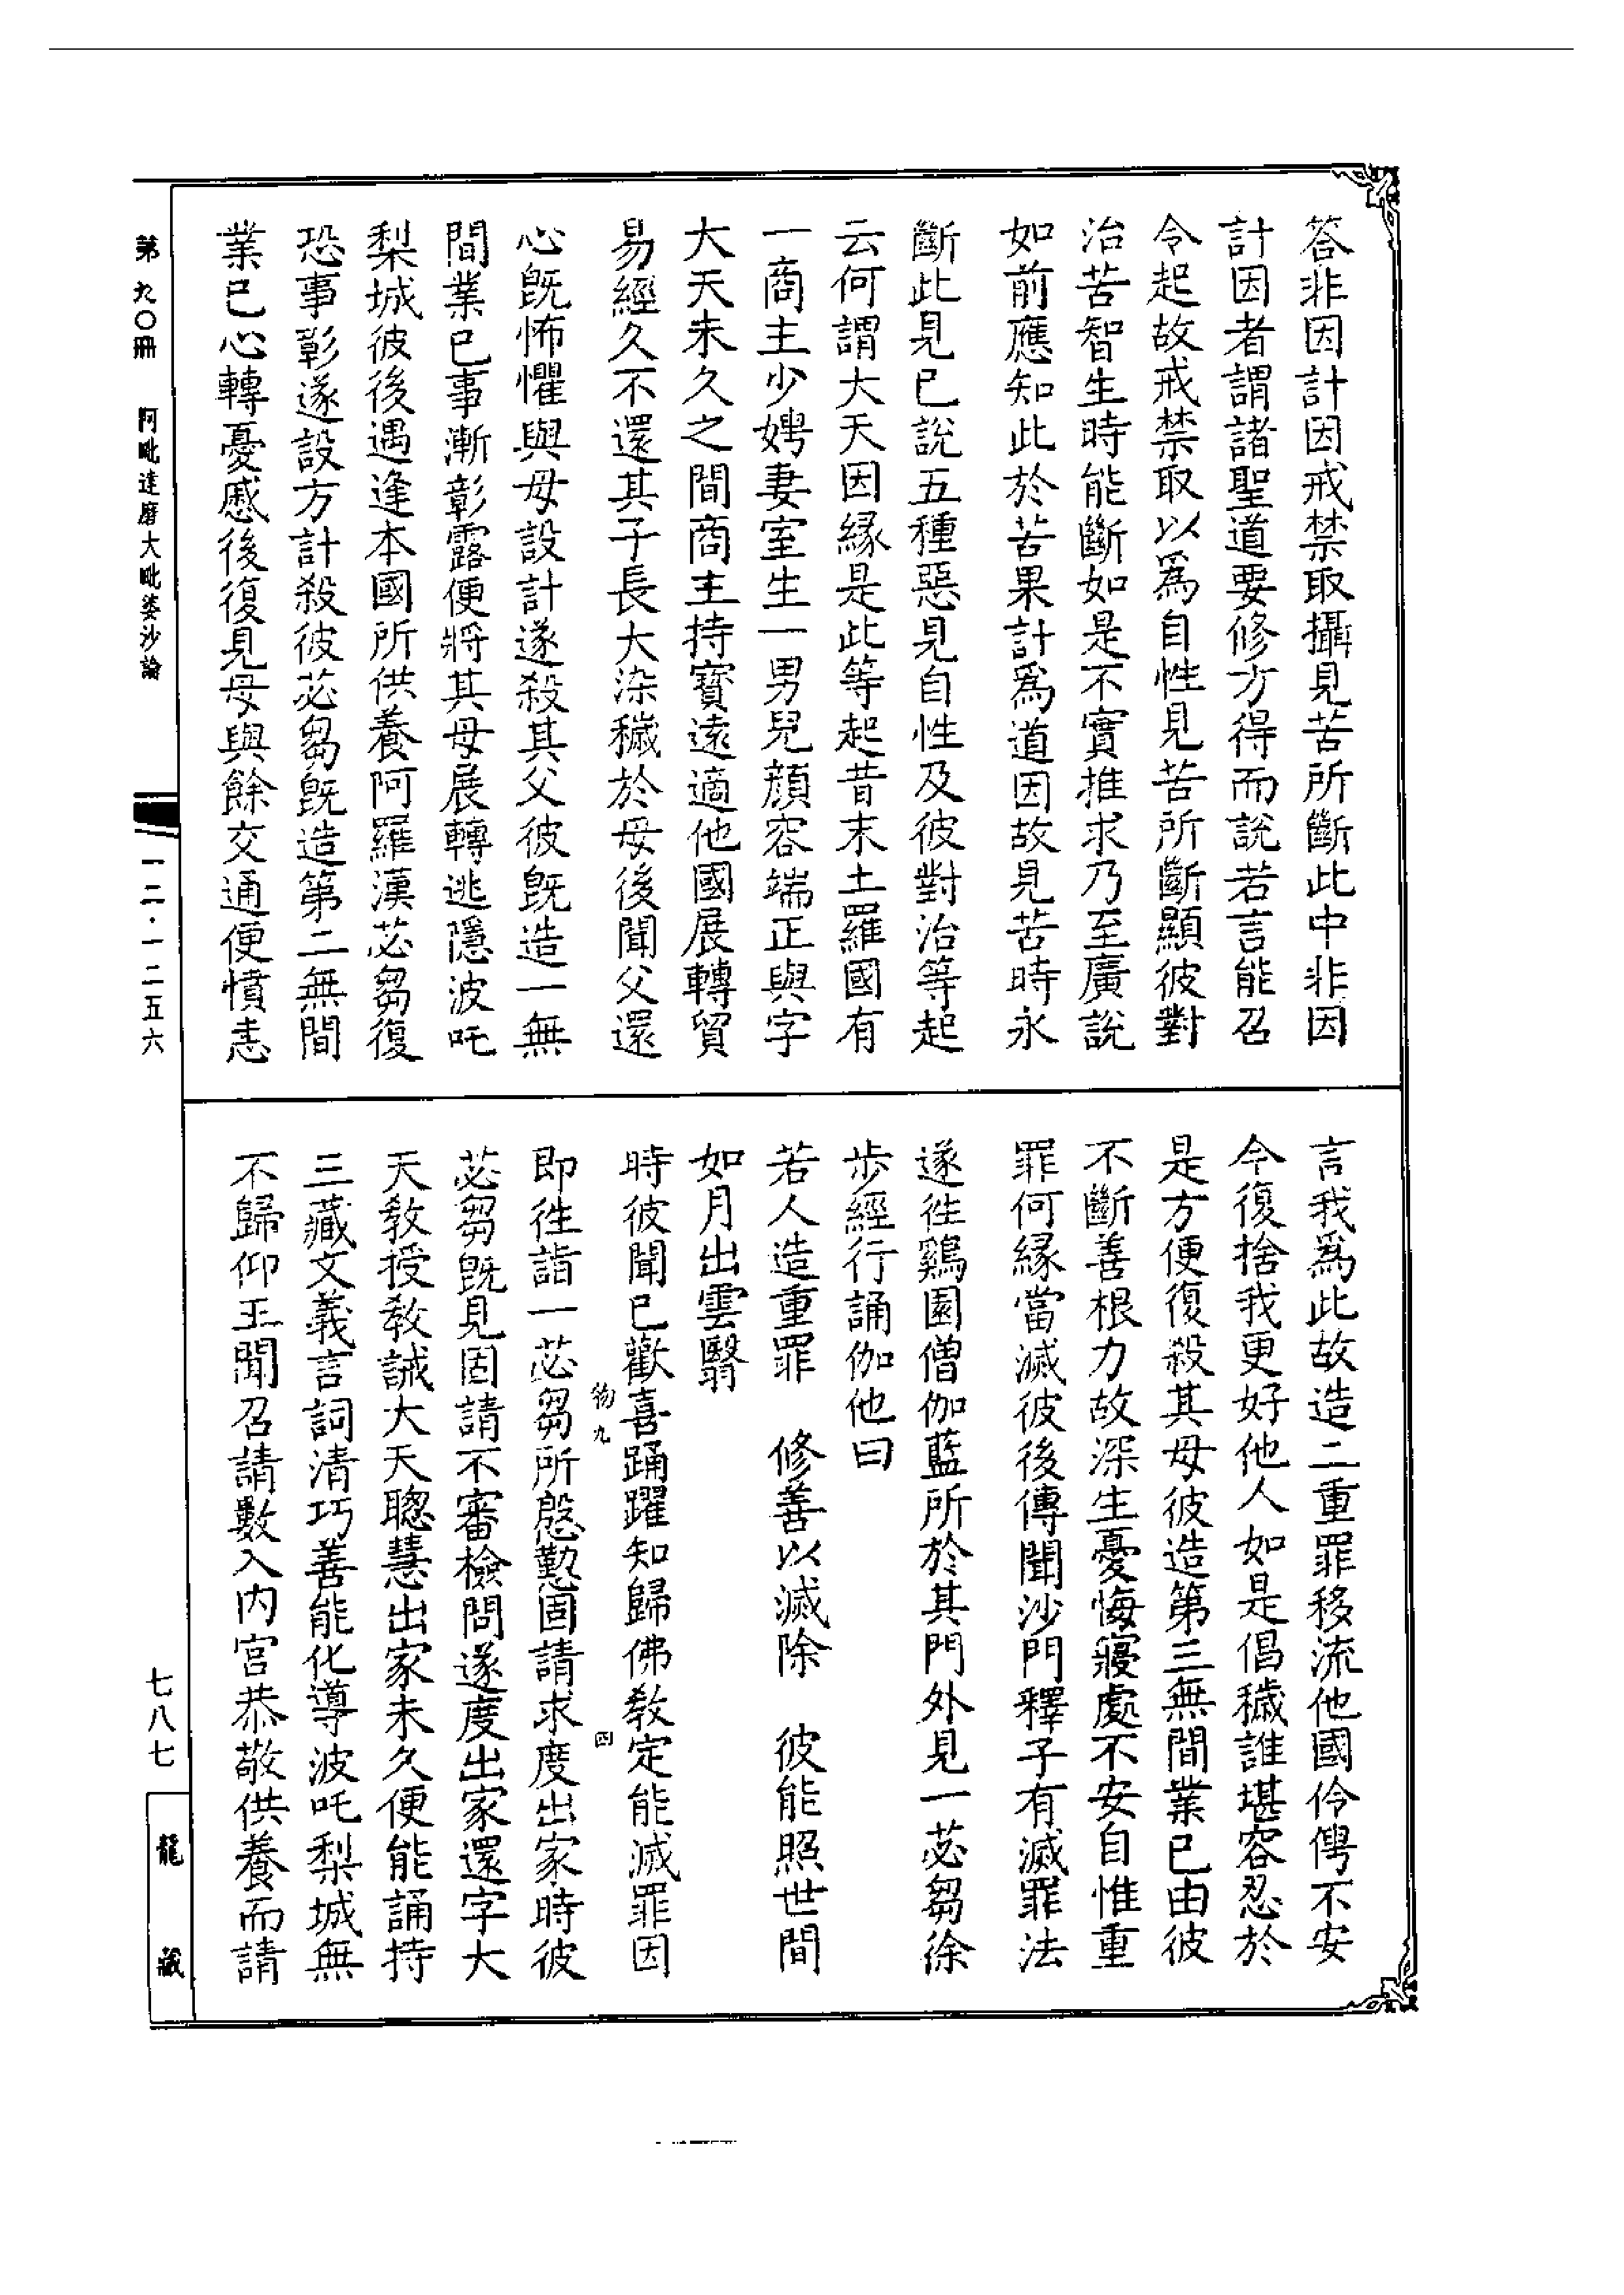 答非因計因戒禁取攝見苦所斷此中非因
計因者謂諸聖道要修方得而說若言能召
令起故戒禁取以為自性見苦所斷顯彼對
治苦智生時能斷如是不實推求乃至廣說
如前應知此於苦果計爲道因故見苦時永
斷此見已說五種惡見自性及彼對治等起
云何謂大天因緣是此等起昔末土羅國有
一商主少娉妻室生一男兒顏容端正與字
大天未久之間商主持寶遠適他國展轉貿
易經久不還其子長大染穢於母後聞父還
心既怖懼與母設計遂殺其父彼既造一無
間業已事漸彰露便將其母展轉逃隱波吒
梨城彼後遇逢本國所供養阿羅漢苾芻復
恐事彰遂設方計殺彼苾芻既造第二無間
業已心轉憂慼後復見母與餘交通便憤恚
言我爲此故造二重罪移流他國伶俜不安
今復捨我更好他人如是倡穢誰堪容忍於
是方便復殺其母彼造第三無間業已由彼
不斷善根力故深生憂悔寢處不安自惟重
罪何緣當滅彼後傳聞沙門釋子有滅罪法
遂往鷄園僧伽藍所於其門外見一苾芻徐
步經行誦伽他曰
若人造重罪　修善以滅除　彼能照世間
如月出雲翳
時彼聞已歡喜踊躍知歸佛教定能滅罪因
物九　四
即往詣一苾芻所慇懃固請求度出家時彼
苾芻既見固請不審檢問遂度出家還字大
天教授教誡大天聰慧出家未久便能誦持
三藏文義言詞清巧善能化導波吒梨城無
不歸仰王聞召請數入內宮恭敬供養而請
第九〇冊　阿毗達磨大毗婆沙論
一二·一二五六
七八七
龍藏